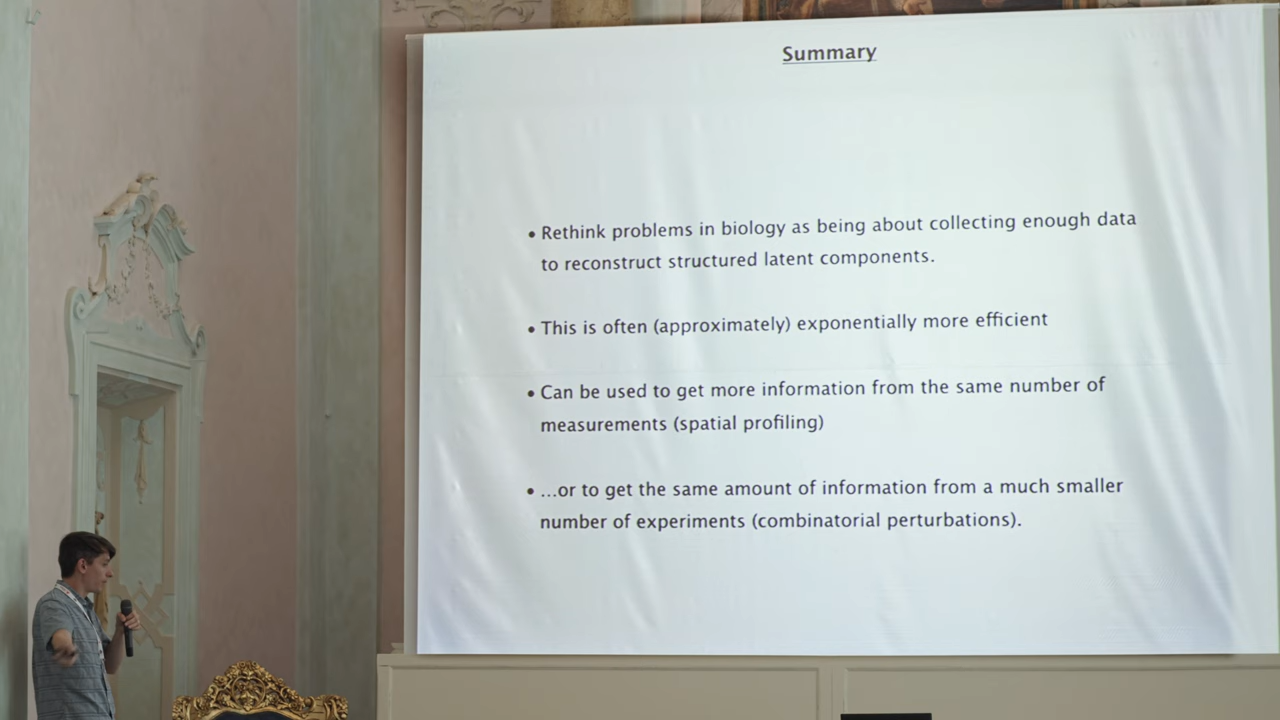 Summary
• Rethink problems in biology as being about collecting enough data
to reconstruct structured latent components.
• This is often (approximately) exponentially more efficient
• Can be used to get more information from the same number of
measurements (spatial profiling)
• ...or to get the same amount of information from a much smaller
number of experiments (combinatorial perturbations).